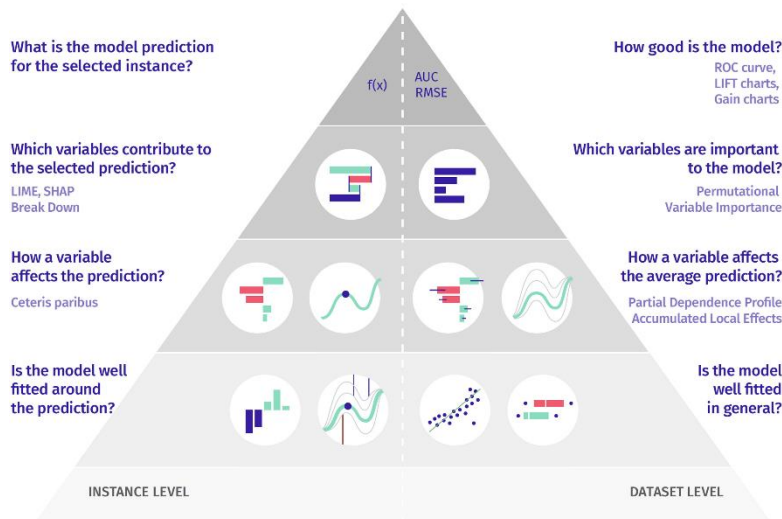 What is the model prediction
for the selected instance?
f(x)
AUC
RMSE
How good is the model?
ROC curve,
LIFT charts,
Gain charts
Which variables contribute to
the selected prediction?
LIME, SHAP
Break Down
Which variables are important
to the model?
Permutational
Variable Importance
How a variable
affects the prediction?
Ceteris paribus
How a variable affects
the average prediction?
Partial Dependence Profile
Accumulated Local Effects
Is the model well
fitted around
the prediction?
Is the model
well fitted
in general?
INSTANCE LEVEL
DATASET LEVEL